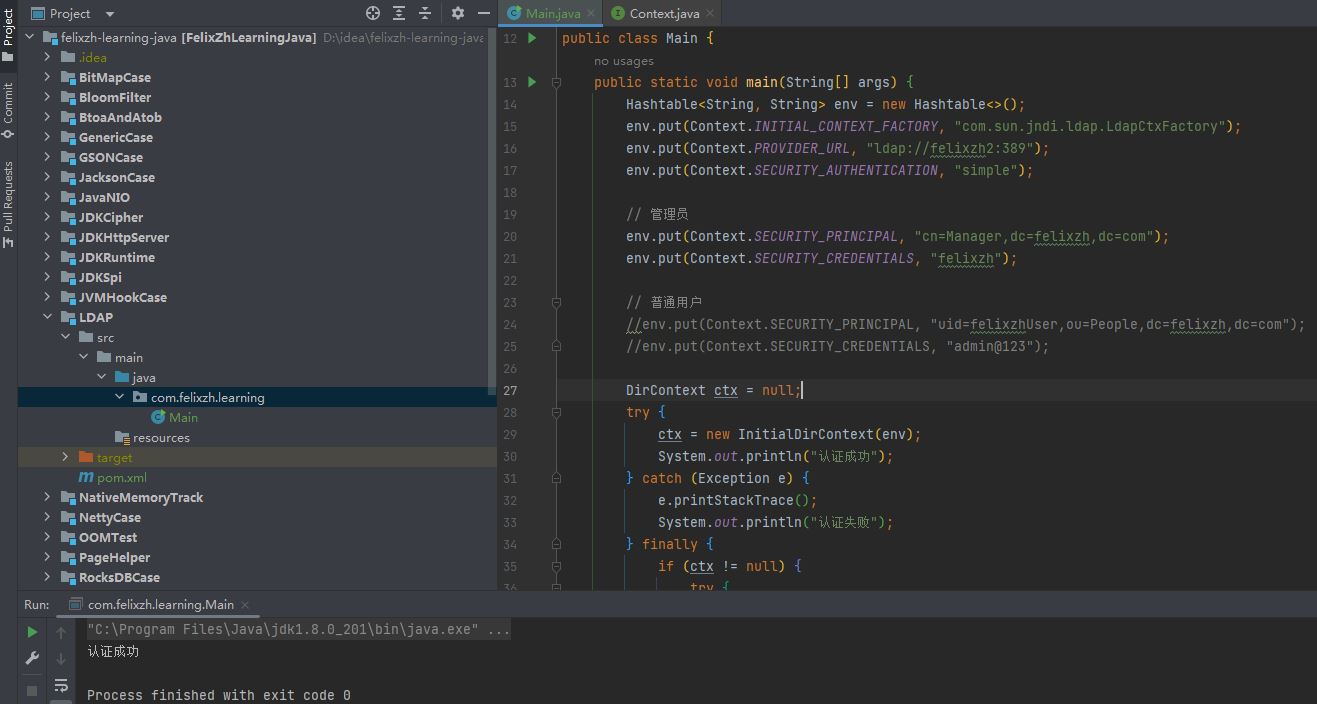 Project
Main.java
Context.java
Project
Commit
Pull Requests
felixzh-learning-java [FelixZhLearningJava] D:\idea\felixzh-learning-java
.idea
BitMapCase
BloomFilter
BtoaAndAtob
GenericCase
GSONCase
JacksonCase
JavaNIO
JDKCipher
JDKHttpServer
JDKRuntime
JDKSpi
JVMHookCase
LDAP
src
main
java
com.felixzh.learning
Main
resources
target
pom.xml
NativeMemoryTrack
NettyCase
OOMTest
PageHelper
RocksDBCase
12 public class Main {
no usages
13 public static void main(String[] args) {
14 Hashtable<String, String> env = new Hashtable<>();
15 env.put(Context.INITIAL_CONTEXT_FACTORY, "com.sun.jndi.ldap.LdapCtxFactory");
16 env.put(Context.PROVIDER_URL, "ldap://felixzh2:389");
17 env.put(Context.SECURITY_AUTHENTICATION, "simple");
18
19 // 管理员
20 env.put(Context.SECURITY_PRINCIPAL, "cn=Manager,dc=felixzh,dc=com");
21 env.put(Context.SECURITY_CREDENTIALS, "felixzh");
22
23 // 普通用户
24 //env.put(Context.SECURITY_PRINCIPAL, "uid=felixzhUser,ou=People,dc=felixzh,dc=com");
25 //env.put(Context.SECURITY_CREDENTIALS, "admin@123");
26
27 DirContext ctx = null;
28 try {
29 ctx = new InitialDirContext(env);
30 System.out.println("认证成功");
31 } catch (Exception e) {
32 e.printStackTrace();
33 System.out.println("认证失败");
34 } finally {
35 if (ctx != null) {
36 try {
Run: com.felixzh.learning.Main
"C:\Program Files\Java\jdk1.8.0_201\bin\java.exe" ...
认证成功
Process finished with exit code 0